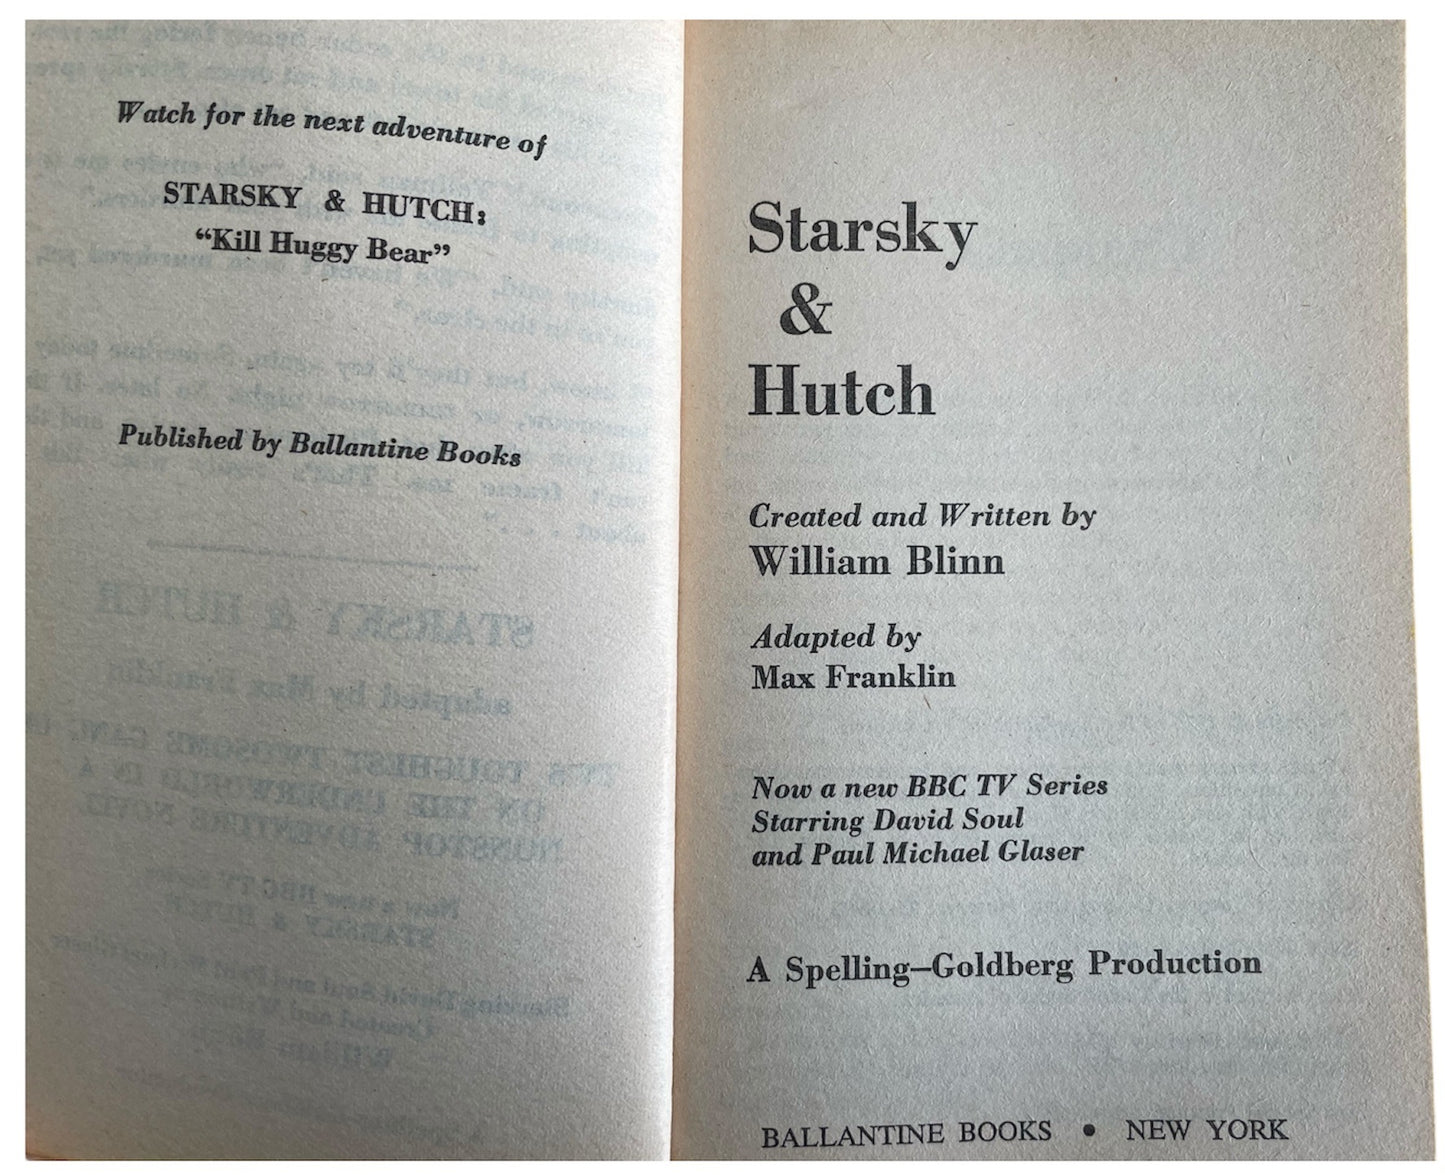 Watch for the next adventure of
STARSKY & HUTCH:
“Kill Huggy Bear”
Published by Ballantine Books
Starsky
&
Hutch
Created and Written by
William Blinn
Adapted by
Max Franklin
Now a new BBC TV Series
Starring David Soul
and Paul Michael Glaser
A Spelling–Goldberg Production
BALLANTINE BOOKS • NEW YORK